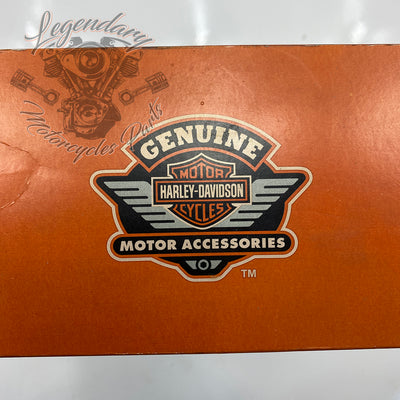 Legendary
Motorcycles Parts
GENUINE
MOTOR
HARLEY-DAVIDSON
CYCLES
MOTOR ACCESSORIES
TM